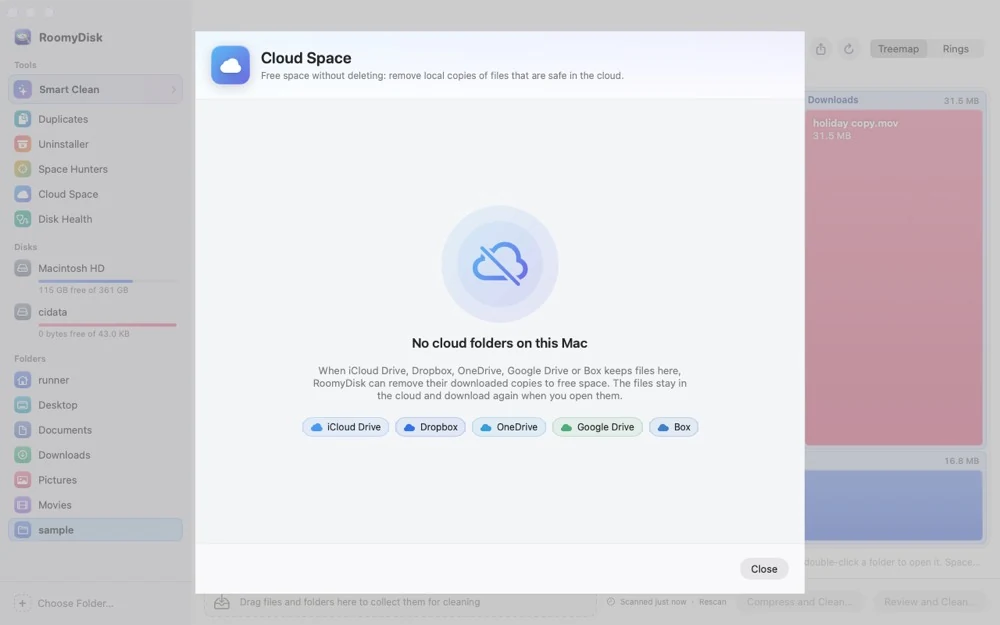 RoomyDisk
Tools
Smart Clean
Duplicates
Uninstaller
Space Hunters
Cloud Space
Disk Health
Disks
Macintosh HD
115 GB free of 361 GB
cidata
0 bytes free of 43.0 KB
Folders
runner
Desktop
Documents
Downloads
Pictures
Movies
sample
Choose Folder...
Cloud Space
Free space without deleting: remove local copies of files that are safe in the cloud.
No cloud folders on this Mac
When iCloud Drive, Dropbox, OneDrive, Google Drive or Box keeps files here,
RoomyDisk can remove their downloaded copies to free space. The files stay in
the cloud and download again when you open them.
iCloud Drive Dropbox OneDrive Google Drive Box
Close
Treemap Rings
Downloads 31.5 MB
holiday copy.mov
31.5 MB
16.8 MB
double-click a folder to open it. Space...
Drag files and folders here to collect them for cleaning
Scanned just now · Rescan
Compress and Clean...
Review and Clean...